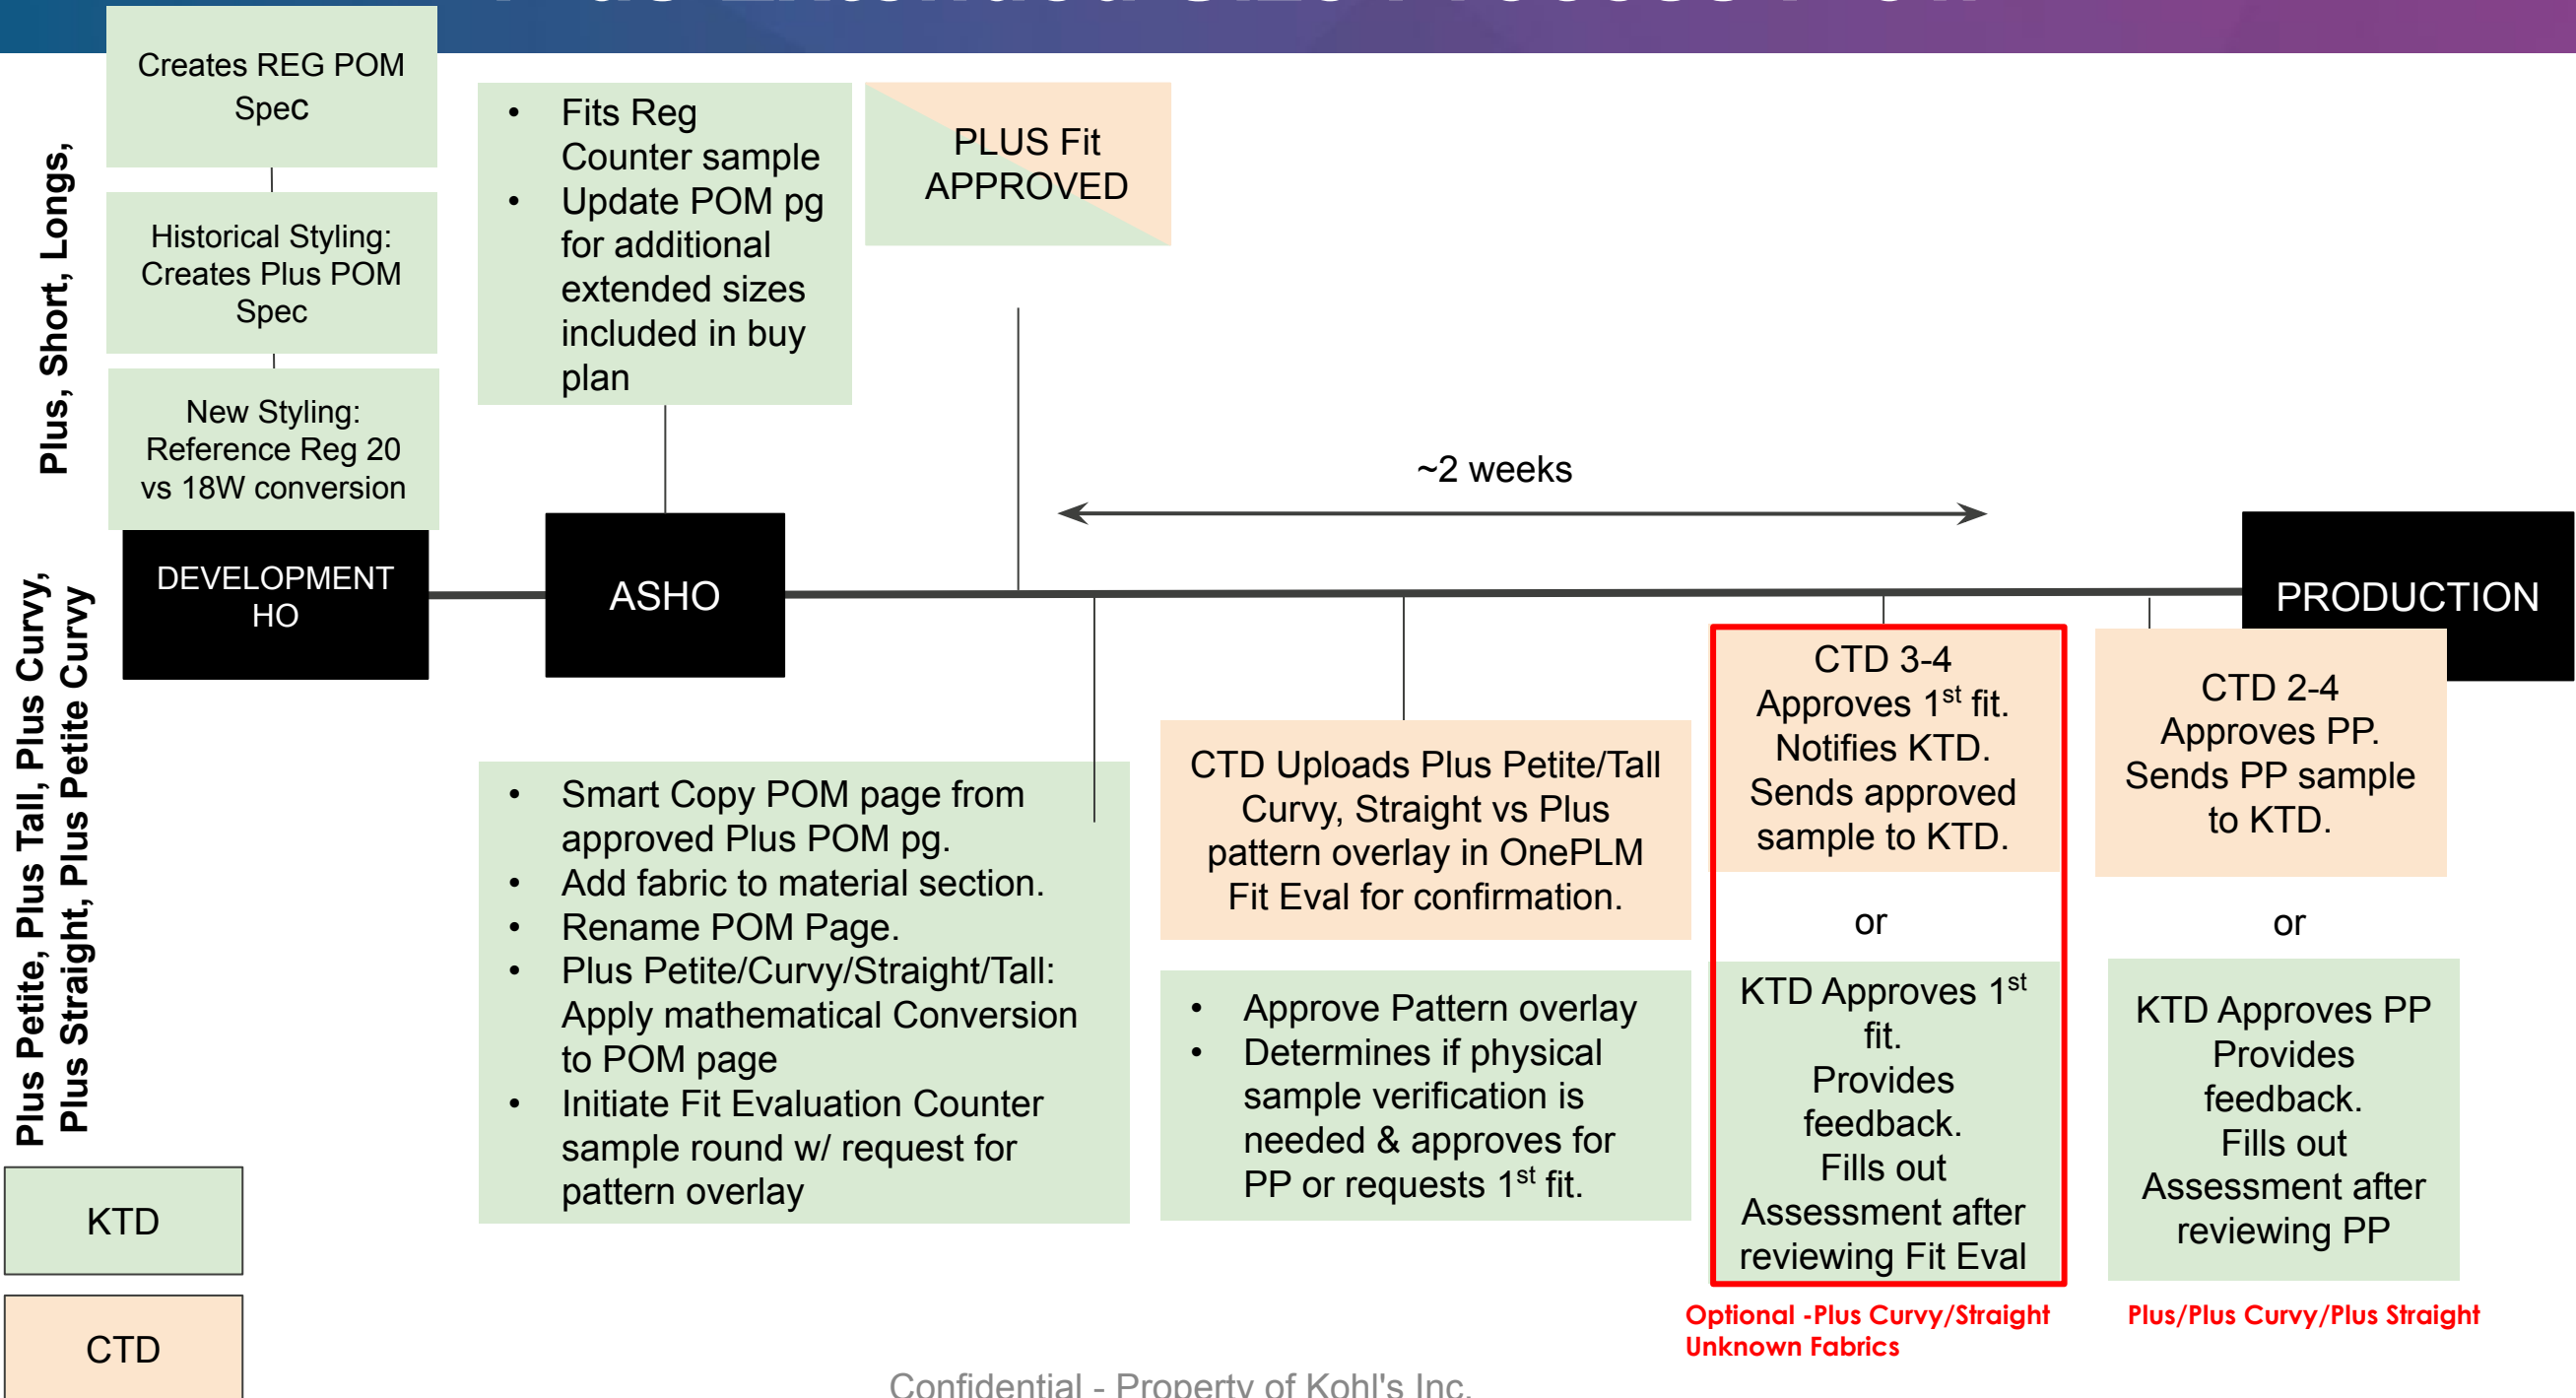 Creates REG POM
Spec
Historical Styling:
Creates Plus POM
Spec
New Styling:
Reference Reg 20
vs 18W conversion
Plus, Short, Longs,
• Fits Reg
Counter sample
• Update POM pg
for additional
extended sizes
included in buy
plan
PLUS Fit
APPROVED
~2 weeks
DEVELOPMENT
HO
ASHO
PRODUCTION
Plus Petite, Plus Tall, Plus Curvy,
Plus Straight, Plus Petite Curvy
• Smart Copy POM page from
approved Plus POM pg.
• Add fabric to material section.
• Rename POM Page.
• Plus Petite/Curvy/Straight/Tall:
Apply mathematical Conversion
to POM page
• Initiate Fit Evaluation Counter
sample round w/ request for
pattern overlay
CTD Uploads Plus Petite/Tall
Curvy, Straight vs Plus
pattern overlay in OnePLM
Fit Eval for confirmation.
• Approve Pattern overlay
• Determines if physical
sample verification is
needed & approves for
PP or requests 1st fit.
CTD 3-4
Approves 1st fit.
Notifies KTD.
Sends approved
sample to KTD.
or
KTD Approves 1st
fit.
Provides
feedback.
Fills out
Assessment after
reviewing Fit Eval
Optional -Plus Curvy/Straight
Unknown Fabrics
CTD 2-4
Approves PP.
Sends PP sample
to KTD.
or
KTD Approves PP
Provides
feedback.
Fills out
Assessment after
reviewing PP
Plus/Plus Curvy/Plus Straight
KTD
CTD
Confidential - Property of Kohl's Inc.